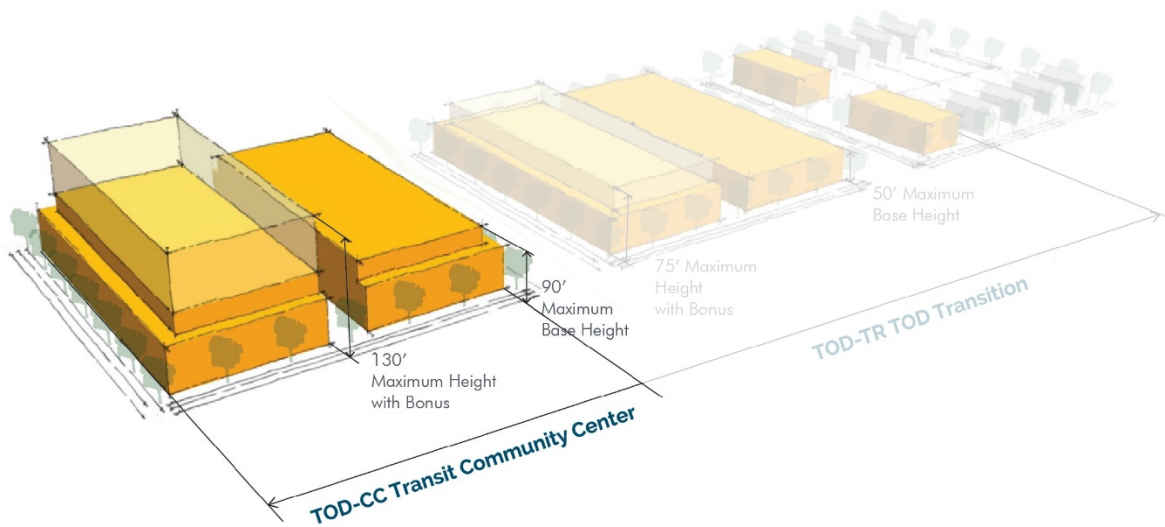 50’ Maximum
Base Height
75’ Maximum
Height
with Bonus
90’
Maximum
Base Height
130’
Maximum Height
with Bonus
TOD-TR TOD Transition
TOD-CC Transit Community Center